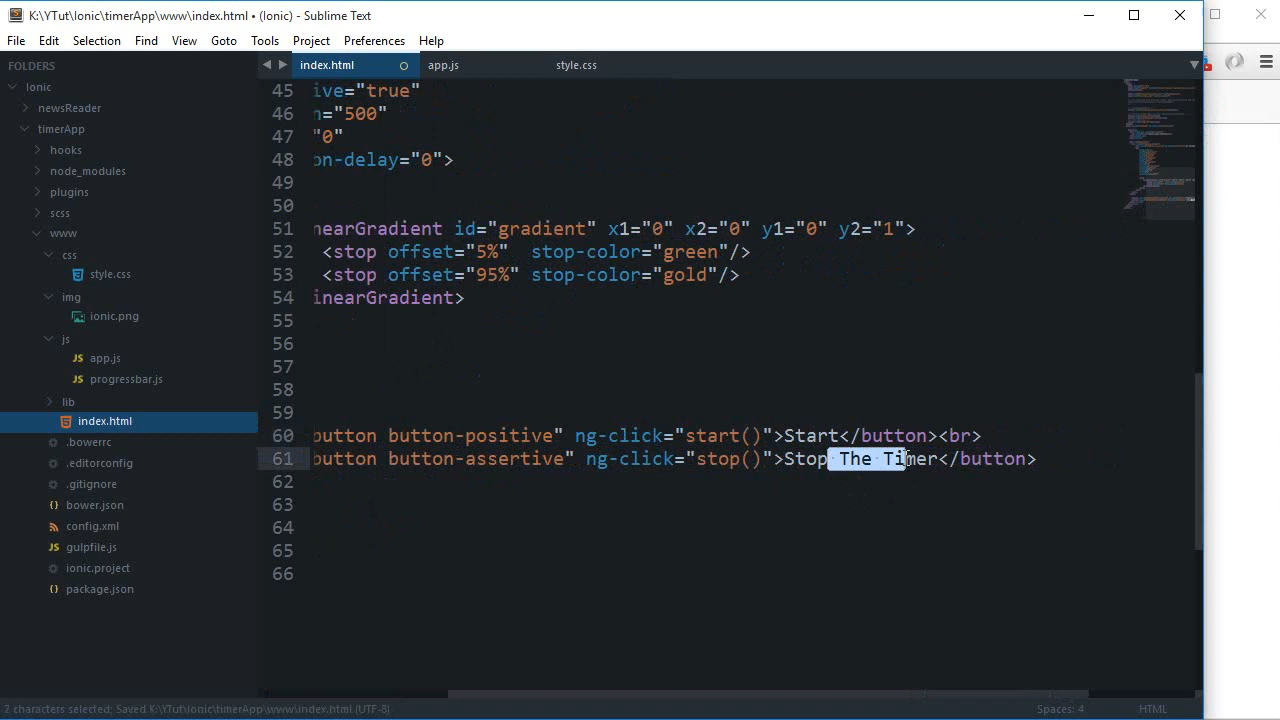 K:\YTut\Ionic\timerApp\www\index.html • (Ionic) - Sublime Text
File Edit Selection Find View Goto Tools Project Preferences Help
FOLDERS
Ionic
newsReader
timerApp
hooks
node_modules
plugins
scss
www
css
style.css
img
ionic.png
js
app.js
progressbar.js
lib
index.html
.bowerrc
.editorconfig
.gitignore
bower.json
config.xml
gulpfile.js
ionic.project
package.json
index.html app.js style.css
45 ive="true"
46 n="500"
47 "0"
48 on-delay="0">
49
50
51 nearGradient id="gradient" x1="0" x2="0" y1="0" y2="1">
52 <stop offset="5%" stop-color="green"/>
53 <stop offset="95%" stop-color="gold"/>
54 inearGradient>
55
56
57
58
59
60 button button-positive" ng-click="start()">Start</button><br>
61 button button-assertive" ng-click="stop()">Stop The Timer</button>
62
63
64
65
66
2 characters selected; Saved K:\YTut\Ionic\timerApp\www\index.html (UTF-8) Spaces: 4 HTML